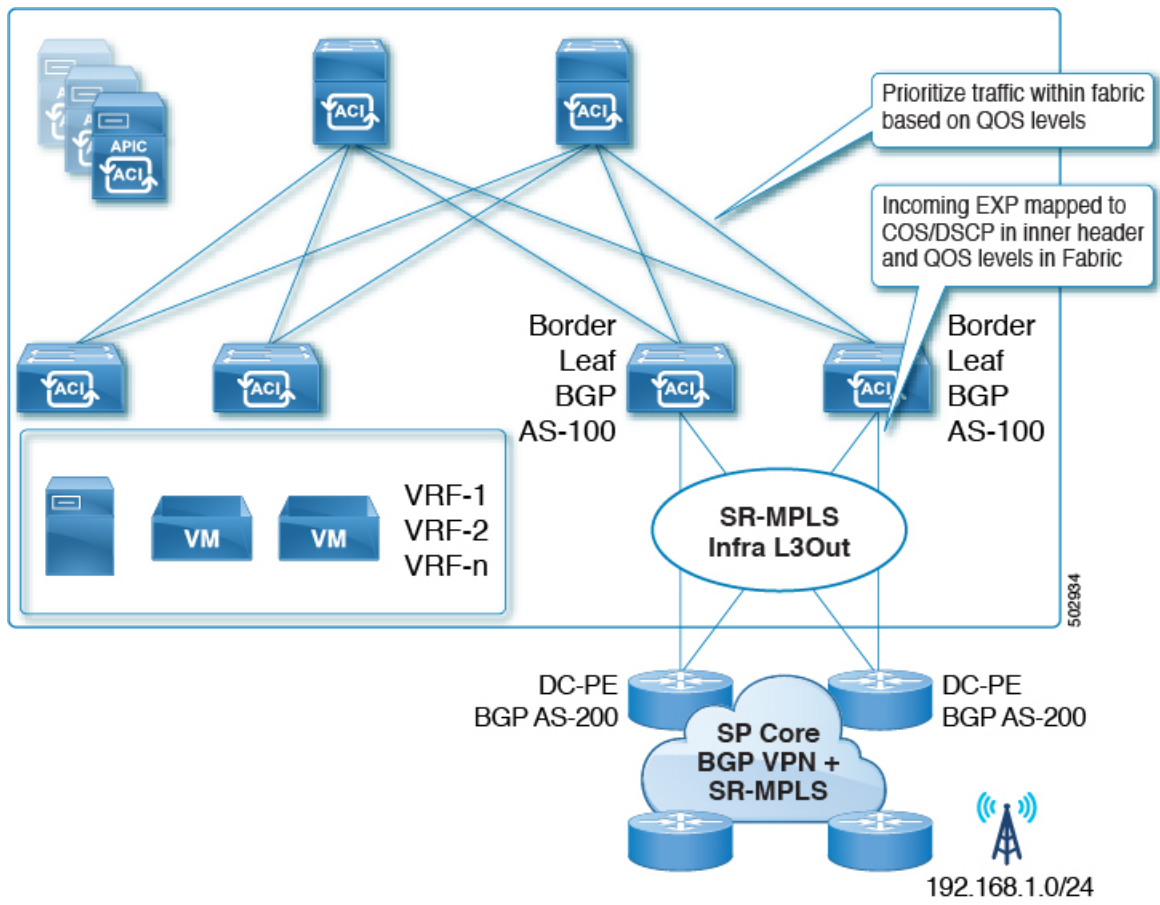 ACI
ACI
Prioritize traffic within fabric
based on QOS levels
A
A
APIC
ACI
Incoming EXP mapped to
COS/DSCP in inner header
and QOS levels in Fabric
Border
Leaf
BGP
AS-100
Border
Leaf
BGP
AS-100
ACI
ACI
ACI
ACI
VM
VM
VRF-1
VRF-2
VRF-n
SR-MPLS
Infra L3Out
502934
DC-PE
BGP AS-200
DC-PE
BGP AS-200
SP Core
BGP VPN +
SR-MPLS
192.168.1.0/24